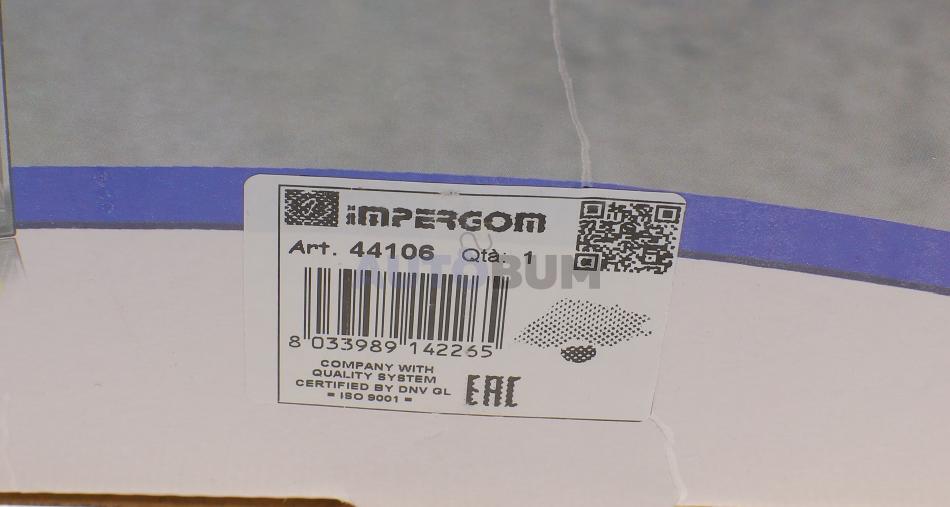 IMPERGOM
Art. 44106 Qta: 1
AUTOBUM
8 033989 142265
COMPANY WITH
QUALITY SYSTEM
CERTIFIED BY DNV GL
= ISO 9001 =
EAC